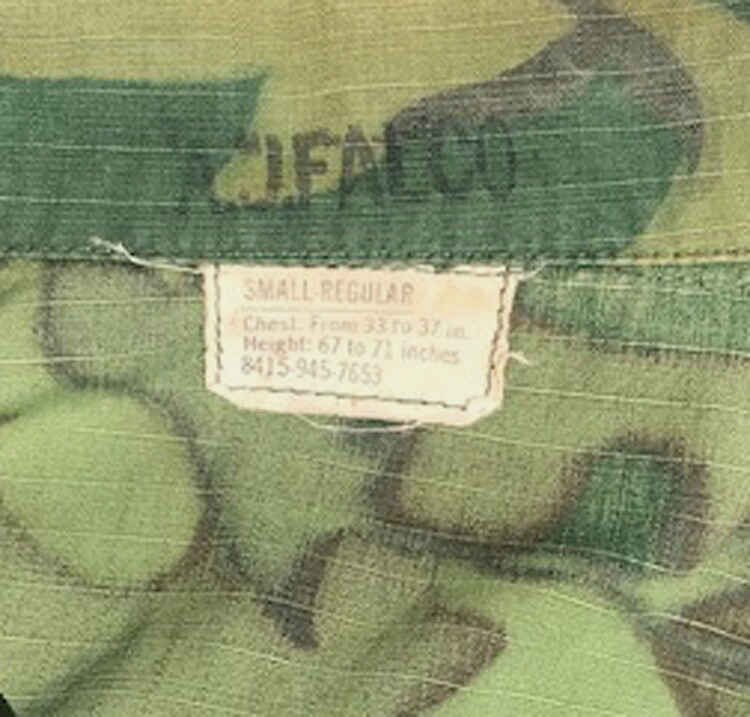 SMALL-REGULAR
Chest: From 33 to 37 in.
Height: 67 to 71 inches
8415-945-7653